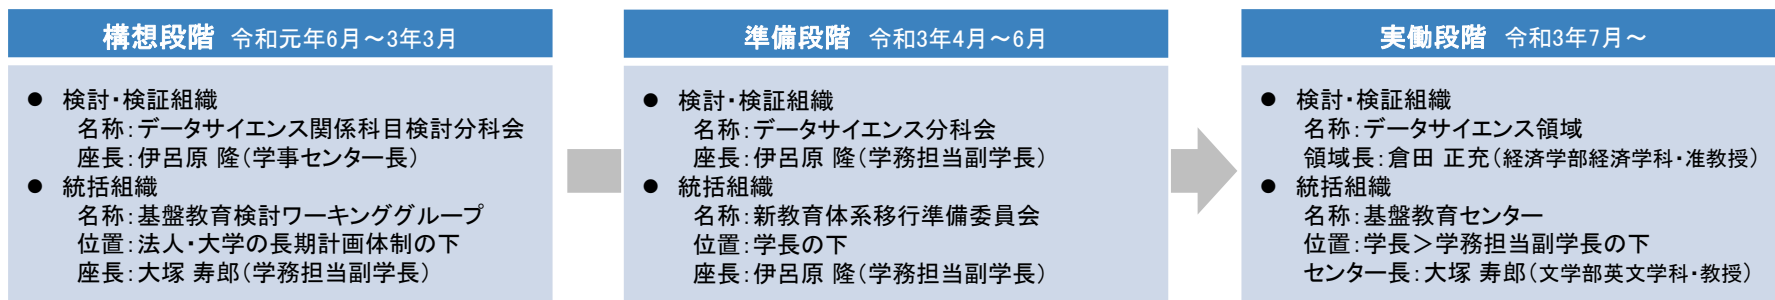 構想段階 令和元年6月～3年3月
● 検討・検証組織
名称：データサイエンス関係科目検討分科会
座長：伊呂原 隆（学事センター長）
● 統括組織
名称：基盤教育検討ワーキンググループ
位置：法人・大学の長期計画体制の下
座長：大塚 寿郎（学務担当副学長）
準備段階 令和3年4月～6月
● 検討・検証組織
名称：データサイエンス分科会
座長：伊呂原 隆（学務担当副学長）
● 統括組織
名称：新教育体系移行準備委員会
位置：学長の下
座長：伊呂原 隆（学務担当副学長）
実働段階 令和3年7月～
● 検討・検証組織
名称：データサイエンス領域
領域長：倉田 正充（経済学部経済学科・准教授）
● 統括組織
名称：基盤教育センター
位置：学長＞学務担当副学長の下
センター長：大塚 寿郎（文学部英文学科・教授）